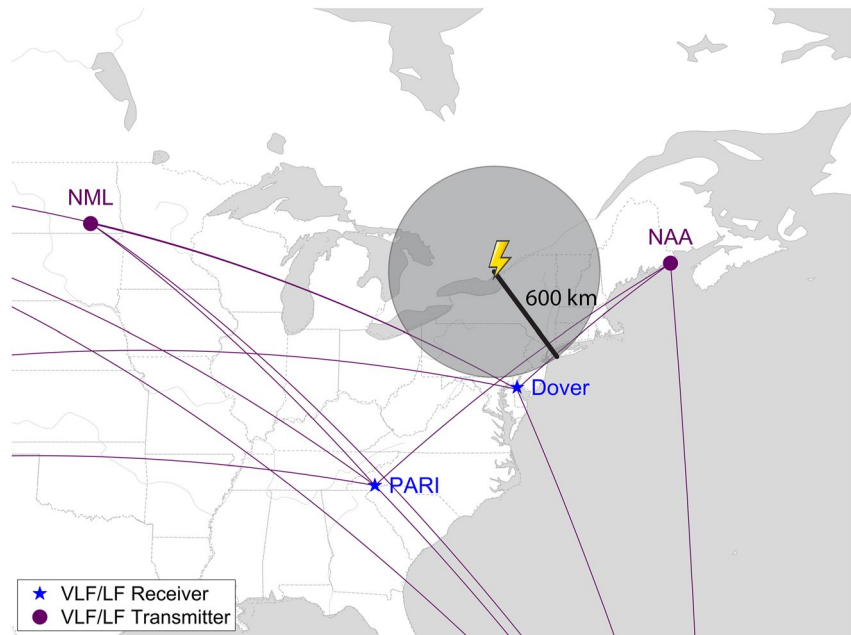 NML
NAA
600 km
Dover
PARI
VLF/LF Receiver
VLF/LF Transmitter